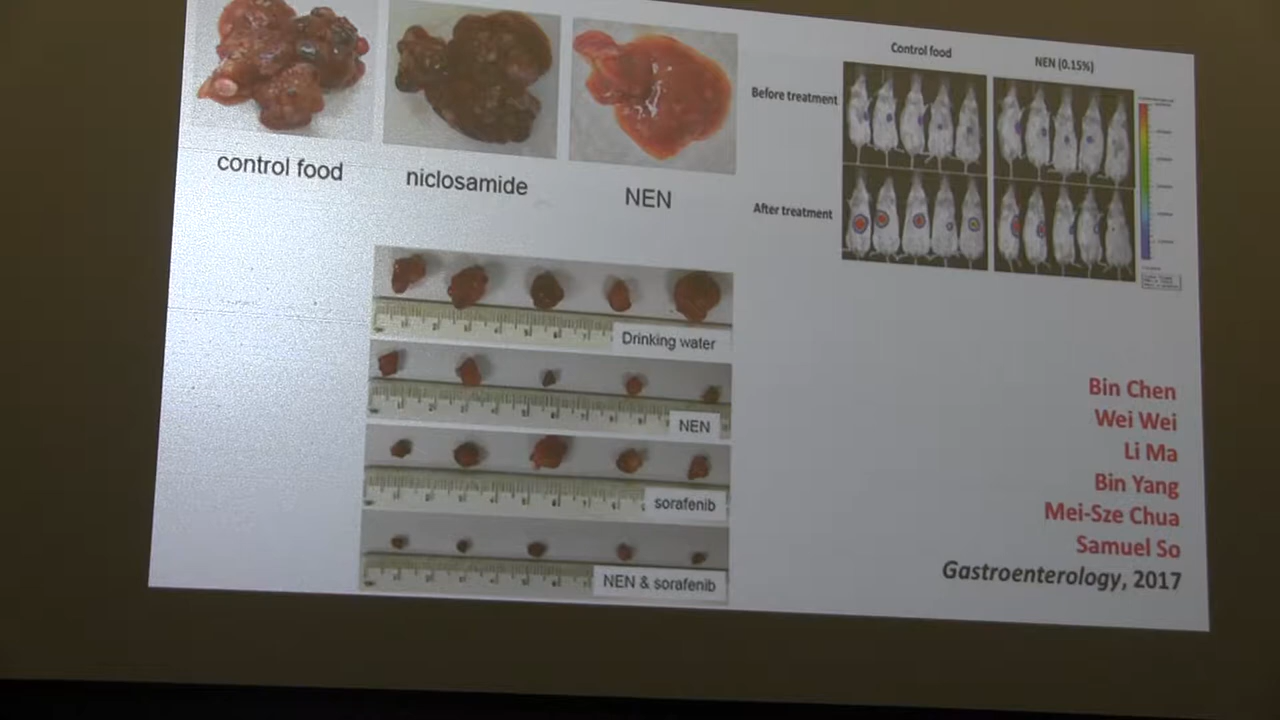 control food
niclosamide
NEN
Control food
NEN (0.15%)
Before treatment
After treatment
Drinking water
NEN
sorafenib
NEN & sorafenib
Bin Chen
Wei Wei
Li Ma
Bin Yang
Mei-Sze Chua
Samuel So
Gastroenterology, 2017